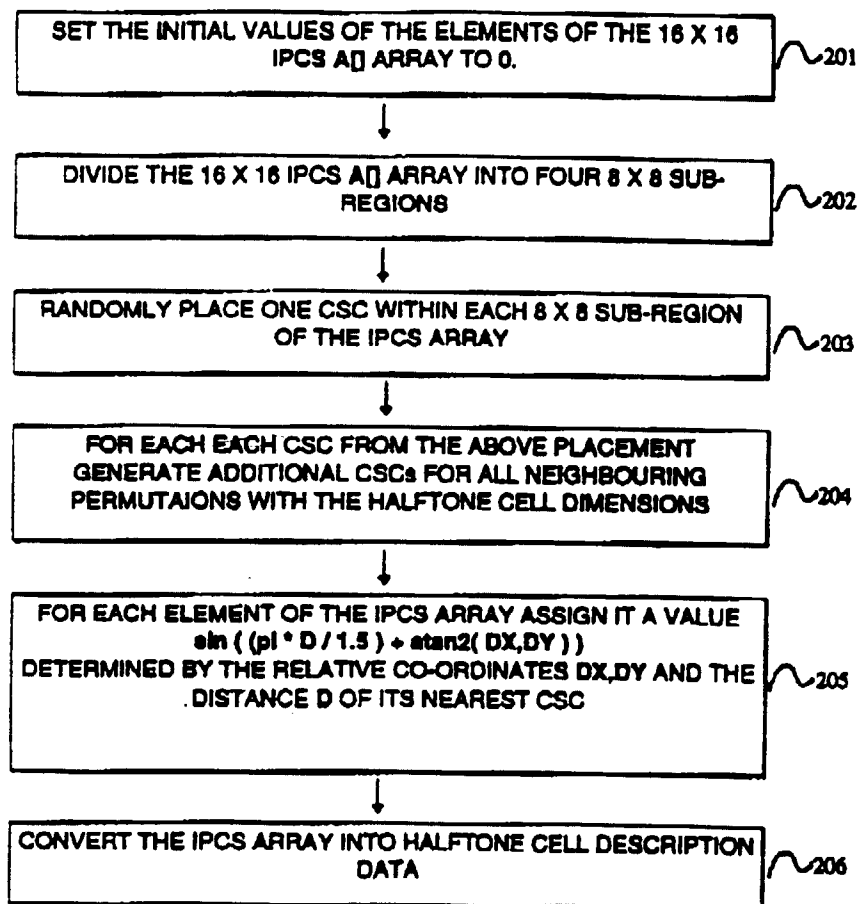 SET THE INITIAL VALUES OF THE ELEMENTS OF THE 16 X 16
IPCS A[] ARRAY TO 0.
201
DIVIDE THE 16 X 16 IPCS A[] ARRAY INTO FOUR 8 X 8 SUB-
REGIONS
202
RANDOMLY PLACE ONE CSC WITHIN EACH 8 X 8 SUB-REGION
OF THE IPCS ARRAY
203
FOR EACH EACH CSC FROM THE ABOVE PLACEMENT
GENERATE ADDITIONAL CSCs FOR ALL NEIGHBOURING
PERMUTAIONS WITH THE HALFTONE CELL DIMENSIONS
204
FOR EACH ELEMENT OF THE IPCS ARRAY ASSIGN IT A VALUE
sin ( (pi * D / 1.5 ) + atan2( DX,DY ) )
DETERMINED BY THE RELATIVE CO-ORDINATES DX,DY AND THE
DISTANCE D OF ITS NEAREST CSC
205
CONVERT THE IPCS ARRAY INTO HALFTONE CELL DESCRIPTION
DATA
206